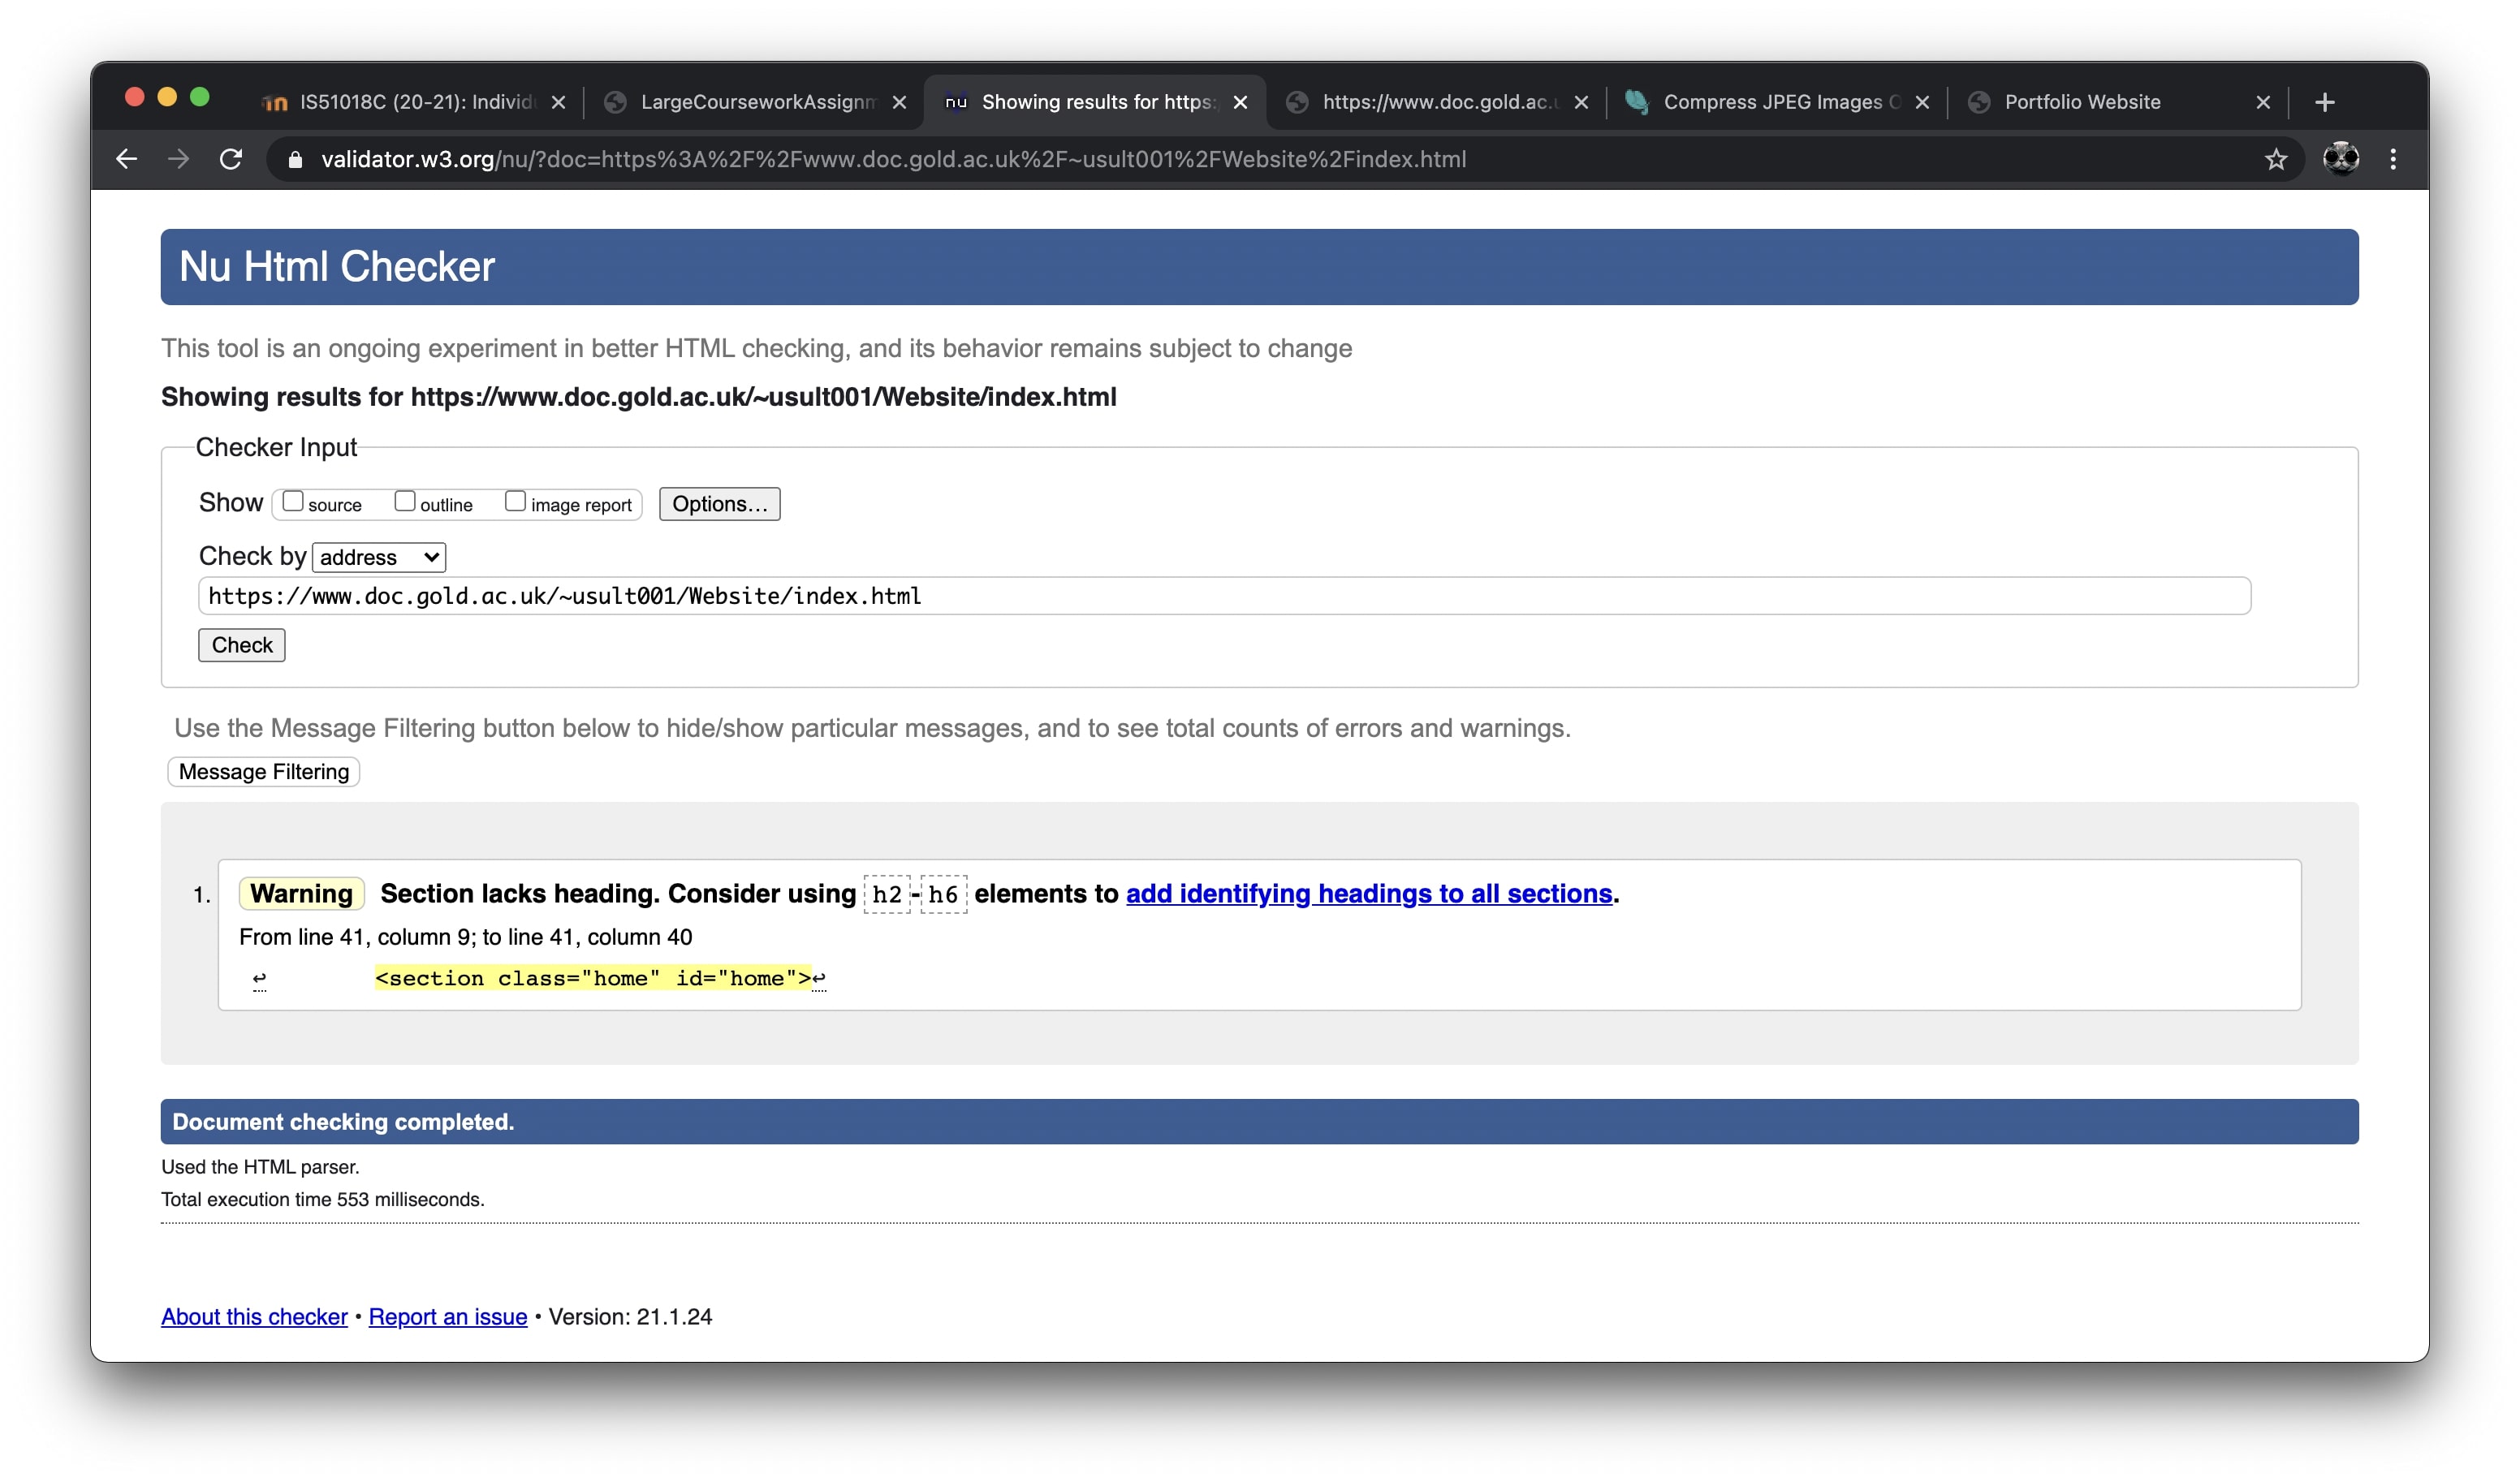 IS51018C (20-21): Individ
LargeCourseworkAssignm
nu Showing results for https:
https://www.doc.gold.ac.u
Compress JPEG Images O
Portfolio Website
validator.w3.org/nu/?doc=https%3A%2F%2Fwww.doc.gold.ac.uk%2F~usult001%2FWebsite%2Findex.html
Nu Html Checker
This tool is an ongoing experiment in better HTML checking, and its behavior remains subject to change
Showing results for https://www.doc.gold.ac.uk/~usult001/Website/index.html
Checker Input
Show source outline image report Options...
Check by address
https://www.doc.gold.ac.uk/~usult001/Website/index.html
Check
Use the Message Filtering button below to hide/show particular messages, and to see total counts of errors and warnings.
Message Filtering
1. Warning Section lacks heading. Consider using h2-h6 elements to add identifying headings to all sections.
From line 41, column 9; to line 41, column 40
↩ <section class="home" id="home">↩
Document checking completed.
Used the HTML parser.
Total execution time 553 milliseconds.
About this checker • Report an issue • Version: 21.1.24